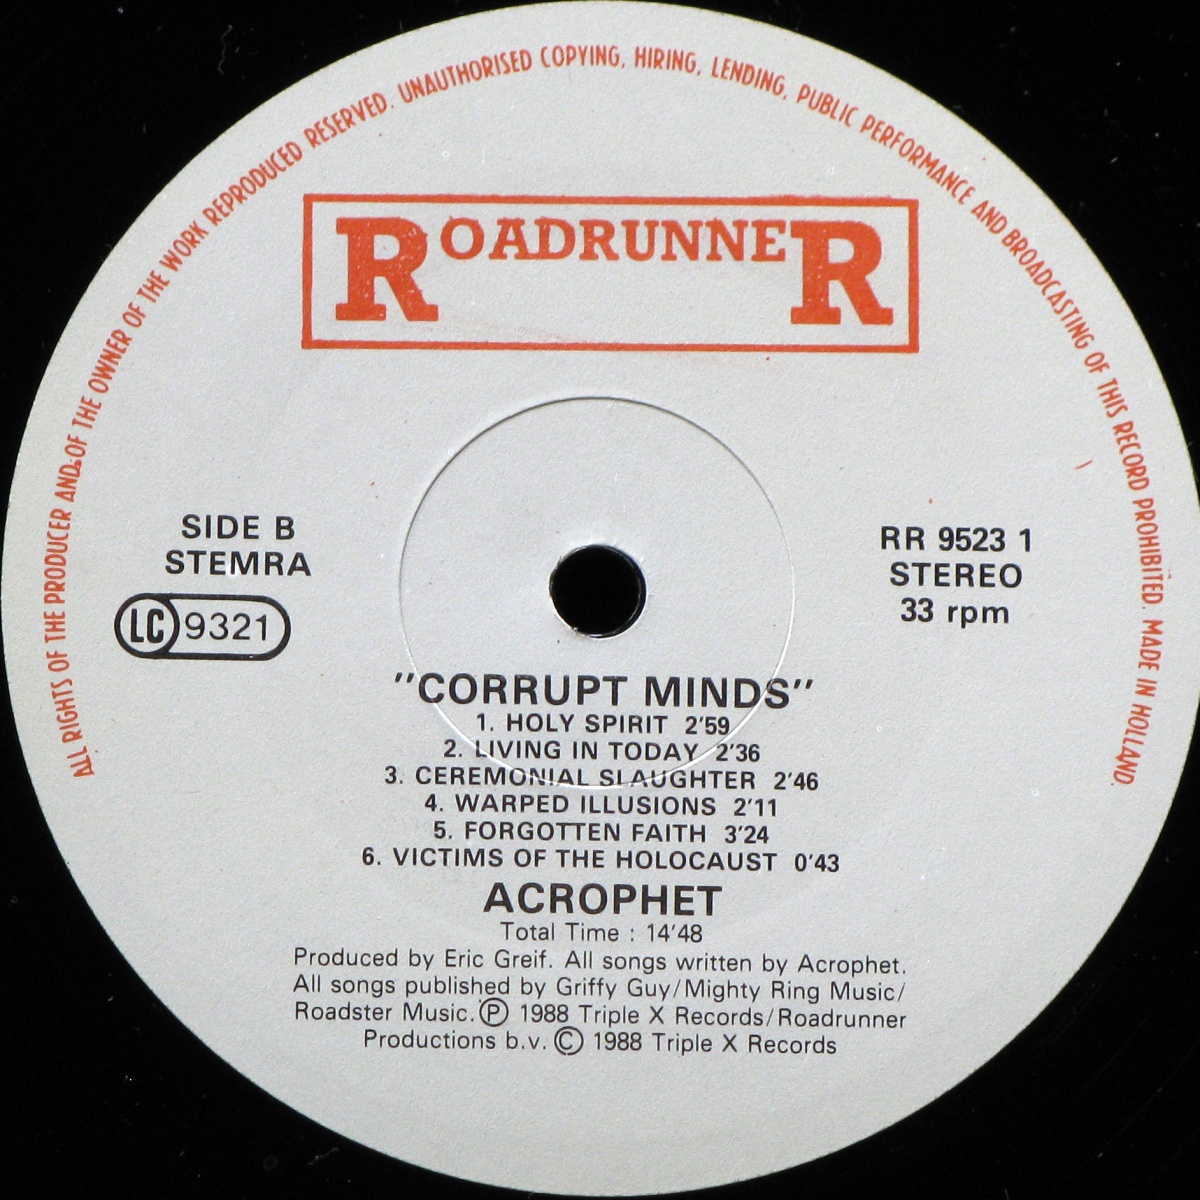 ALL RIGHTS OF THE PRODUCER AND OF THE OWNER OF THE WORK REPRODUCED RESERVED. UNAUTHORISED COPYING, HIRING, LENDING, PUBLIC PERFORMANCE AND BROADCASTING OF THIS RECORD PROHIBITED. MADE IN HOLLAND.
ROADRUNNER
SIDE B
STEMRA
LC 9321
RR 9523 1
STEREO
33 rpm
"CORRUPT MINDS"
1. HOLY SPIRIT 2'59
2. LIVING IN TODAY 2'36
3. CEREMONIAL SLAUGHTER 2'46
4. WARPED ILLUSIONS 2'11
5. FORGOTTEN FAITH 3'24
6. VICTIMS OF THE HOLOCAUST 0'43
ACROPHET
Total Time : 14'48
Produced by Eric Greif. All songs written by Acrophet.
All songs published by Griffy Guy/Mighty Ring Music/
Roadster Music. Ⓟ 1988 Triple X Records/Roadrunner
Productions b.v. © 1988 Triple X Records